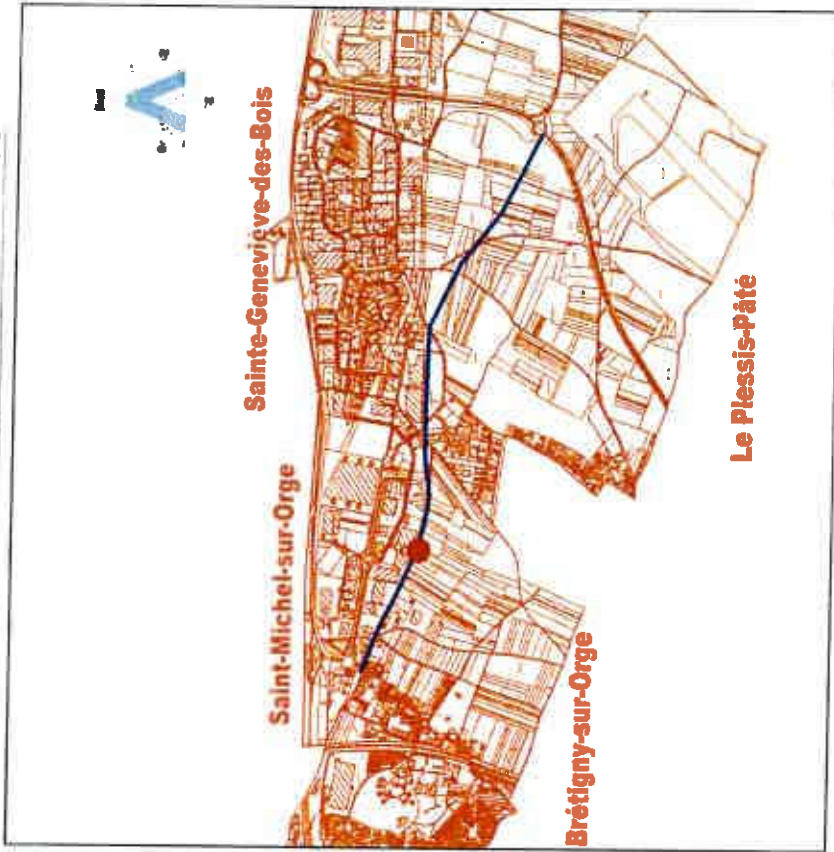 Sainte-Geneviève-des-Bois
Saint-Michel-sur-Orge
Le Plessis-Pâté
Brétigny-sur-Orge